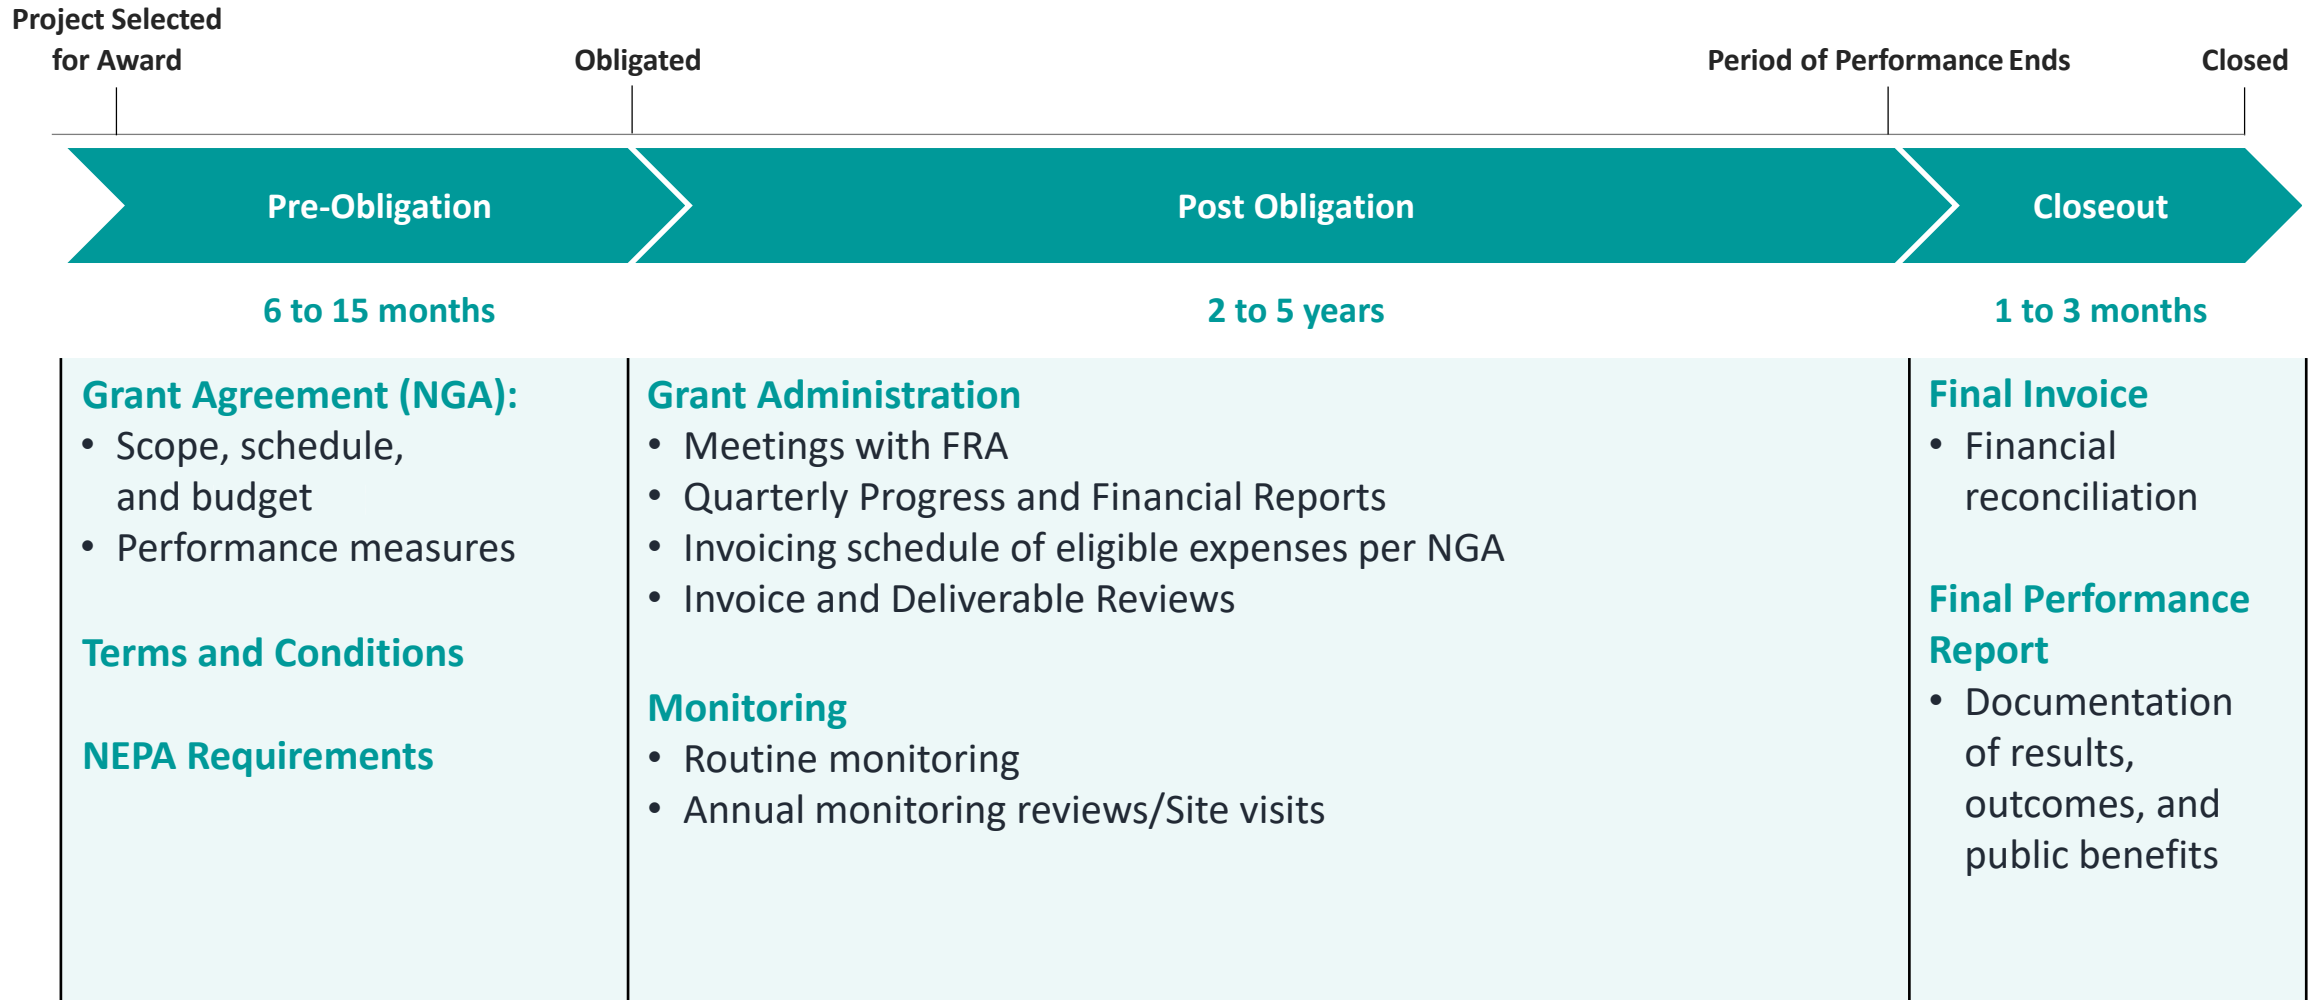 Project Selected
for Award
Obligated
Period of Performance Ends
Closed
Pre-Obligation
Post Obligation
Closeout
6 to 15 months
2 to 5 years
1 to 3 months
Grant Agreement (NGA):
• Scope, schedule,
and budget
• Performance measures
Terms and Conditions
NEPA Requirements
Grant Administration
• Meetings with FRA
• Quarterly Progress and Financial Reports
• Invoicing schedule of eligible expenses per NGA
• Invoice and Deliverable Reviews
Monitoring
• Routine monitoring
• Annual monitoring reviews/Site visits
Final Invoice
• Financial
reconciliation
Final Performance
Report
• Documentation
of results,
outcomes, and
public benefits